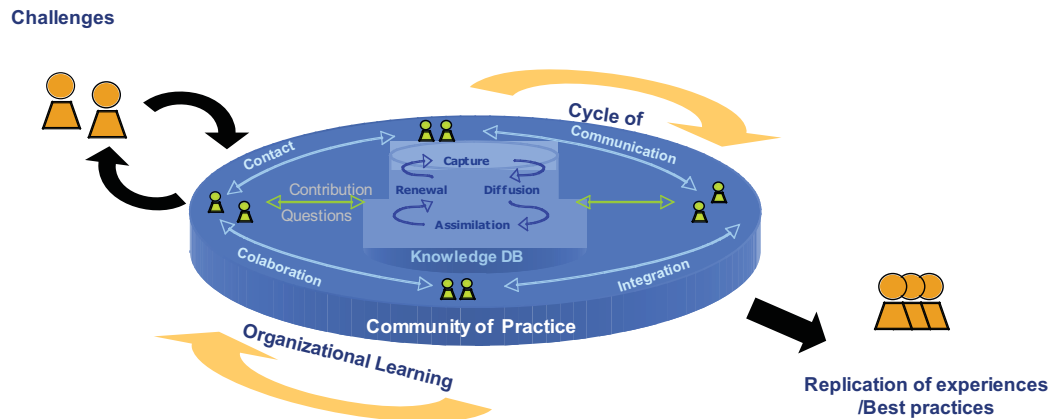 Challenges
Cycle of
Communication
Contact
Capture
Contribution
Renewal
Diffusion
Questions
Assimilation
Knowledge DB
Colaboration
Integration
Community of Practice
Organizational Learning
Replication of experiences
/Best practices